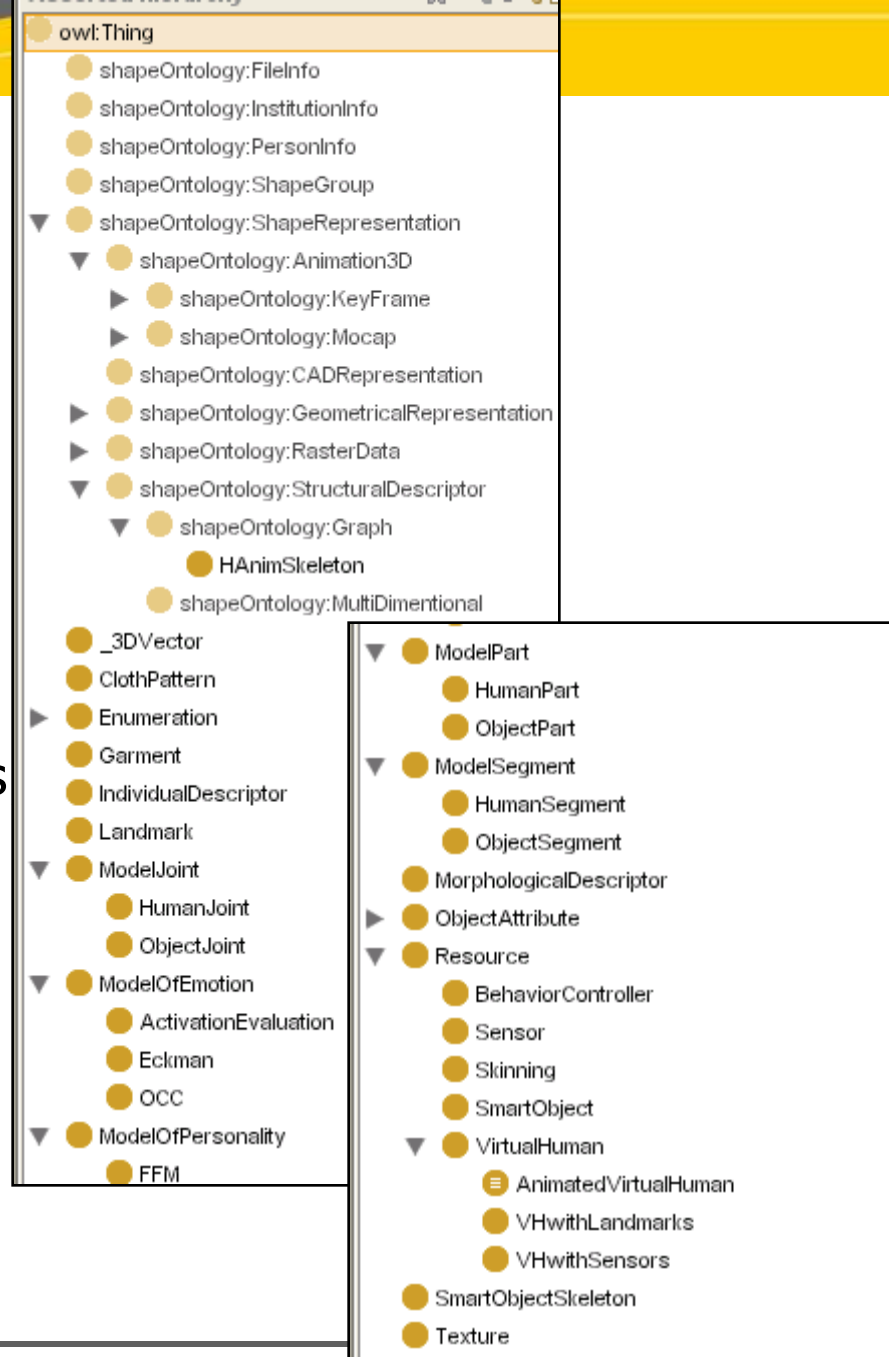 owl:Thing
shapeOntology:FileInfo
shapeOntology:InstitutionInfo
shapeOntology:PersonInfo
shapeOntology:ShapeGroup
shapeOntology:ShapeRepresentation
shapeOntology:Animation3D
shapeOntology:KeyFrame
shapeOntology:Mocap
shapeOntology:CADRepresentation
shapeOntology:GeometricalRepresentation
shapeOntology:RasterData
shapeOntology:StructuralDescriptor
shapeOntology:Graph
HAnimSkeleton
shapeOntology:MultiDimentional
_3DVector
ClothPattern
Enumeration
Garment
s
IndividualDescriptor
Landmark
ModelJoint
HumanJoint
ObjectJoint
ModelOfEmotion
ActivationEvaluation
Eckman
OCC
ModelOfPersonality
FFM
ModelPart
HumanPart
ObjectPart
ModelSegment
HumanSegment
ObjectSegment
MorphologicalDescriptor
ObjectAttribute
Resource
BehaviorController
Sensor
Skinning
SmartObject
VirtualHuman
AnimatedVirtualHuman
VHwithLandmarks
VHwithSensors
SmartObjectSkeleton
Texture